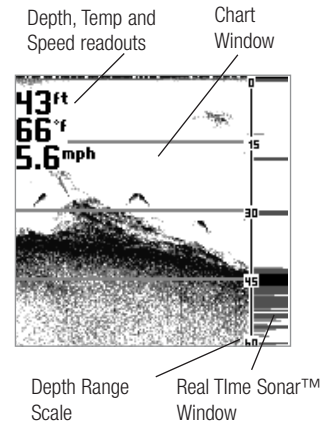 Depth, Temp and
Speed readouts
Chart
Window
43ft
66°f
5.6mph
0
15
30
45
60
Depth Range
Scale
Real TIme Sonar™
Window